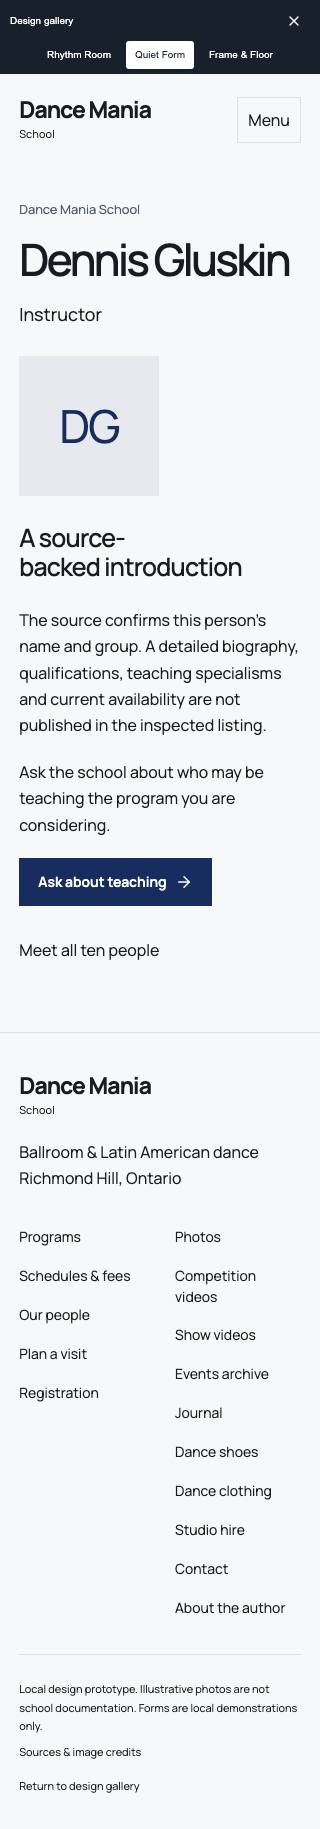 Design gallery
Rhythm Room
Quiet Form
Frame & Floor
Dance Mania
School
Menu
Dance Mania School
Dennis Gluskin
Instructor
DG
A source-
backed introduction
The source confirms this person's
name and group. A detailed biography,
qualifications, teaching specialisms
and current availability are not
published in the inspected listing.
Ask the school about who may be
teaching the program you are
considering.
Ask about teaching
Meet all ten people
Dance Mania
School
Ballroom & Latin American dance
Richmond Hill, Ontario
Programs
Schedules & fees
Our people
Plan a visit
Registration
Photos
Competition
videos
Show videos
Events archive
Journal
Dance shoes
Dance clothing
Studio hire
Contact
About the author
Local design prototype. Illustrative photos are not
school documentation. Forms are local demonstrations
only.
Sources & image credits
Return to design gallery